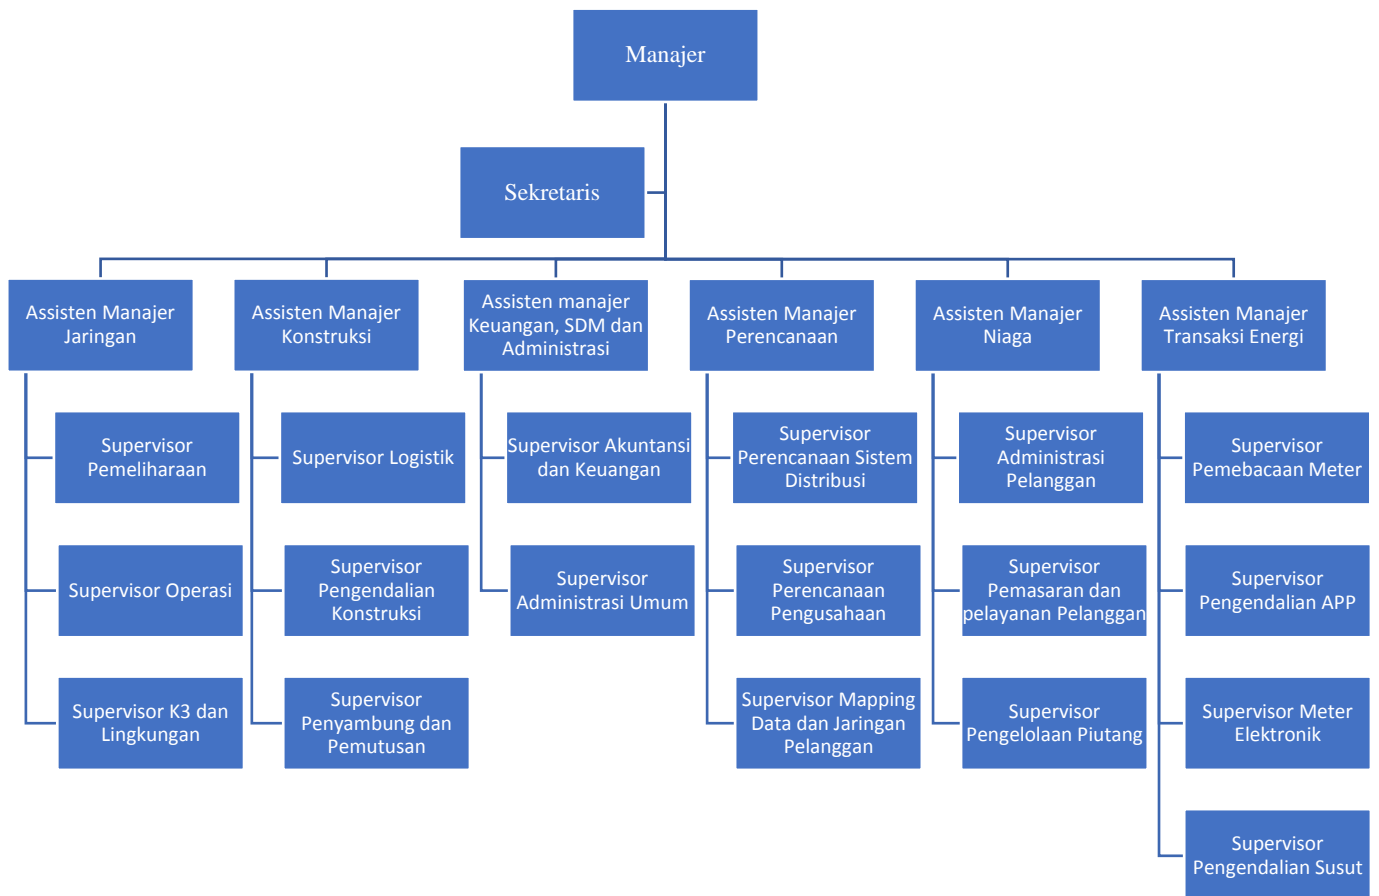 Manajer
Sekretaris
Assisten Manajer
Jaringan
Assisten Manajer
Konstruksi
Assisten manajer
Keuangan, SDM dan
Administrasi
Assisten Manajer
Perencanaan
Assisten Manajer
Niaga
Assisten Manajer
Transaksi Energi
Supervisor
Pemeliharaan
Supervisor Logistik
Supervisor Akuntansi
dan Keuangan
Supervisor
Perencanaan Sistem
Distribusi
Supervisor
Administrasi
Pelanggan
Supervisor
Pemebacaan Meter
Supervisor Operasi
Supervisor
Pengendalian
Konstruksi
Supervisor
Administrasi Umum
Supervisor
Perencanaan
Pengusahaan
Supervisor
Pemasaran dan
pelayanan Pelanggan
Supervisor
Pengendalian APP
Supervisor K3 dan
Lingkungan
Supervisor
Penyambung dan
Pemutusan
Supervisor Mapping
Data dan Jaringan
Pelanggan
Supervisor
Pengelolaan Piutang
Supervisor Meter
Elektronik
Supervisor
Pengendalian Susut